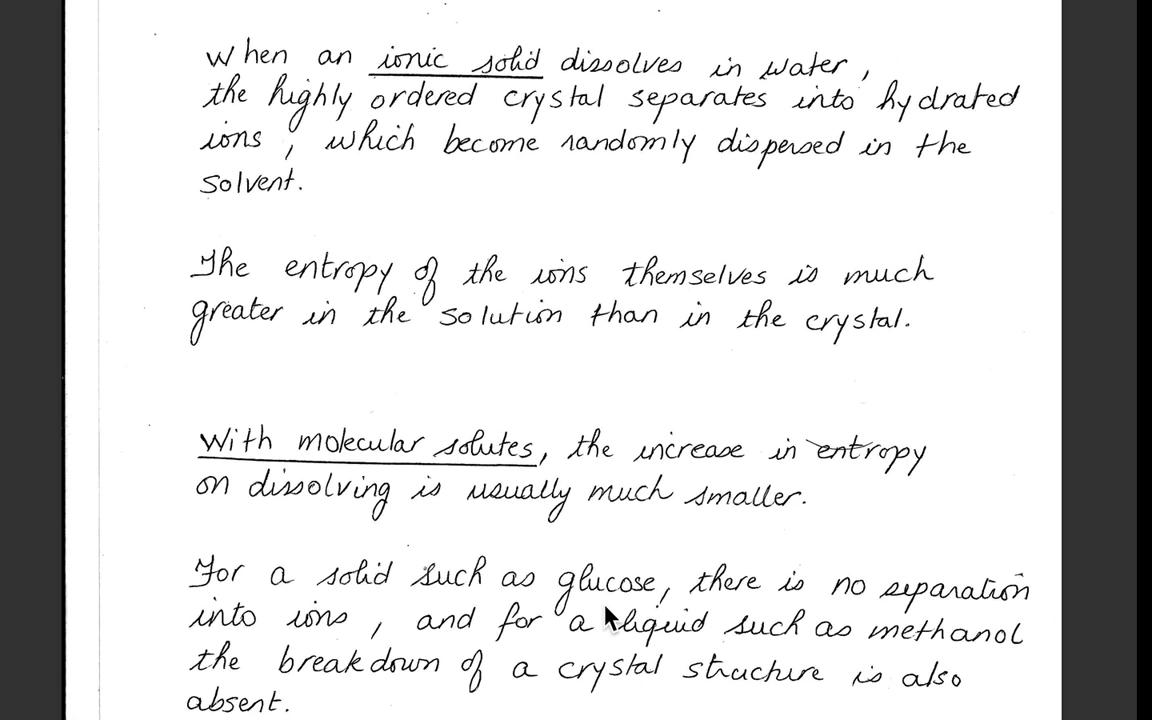 When an ionic solid dissolves in water,
the highly ordered crystal separates into hydrated
ions, which become randomly dispersed in the
solvent.
The entropy of the ions themselves is much
greater in the solution than in the crystal.
With molecular solutes, the increase in entropy
on dissolving is usually much smaller.
For a solid such as glucose, there is no separation
into ions, and for a liquid such as methanol
the breakdown of a crystal structure is also
absent.